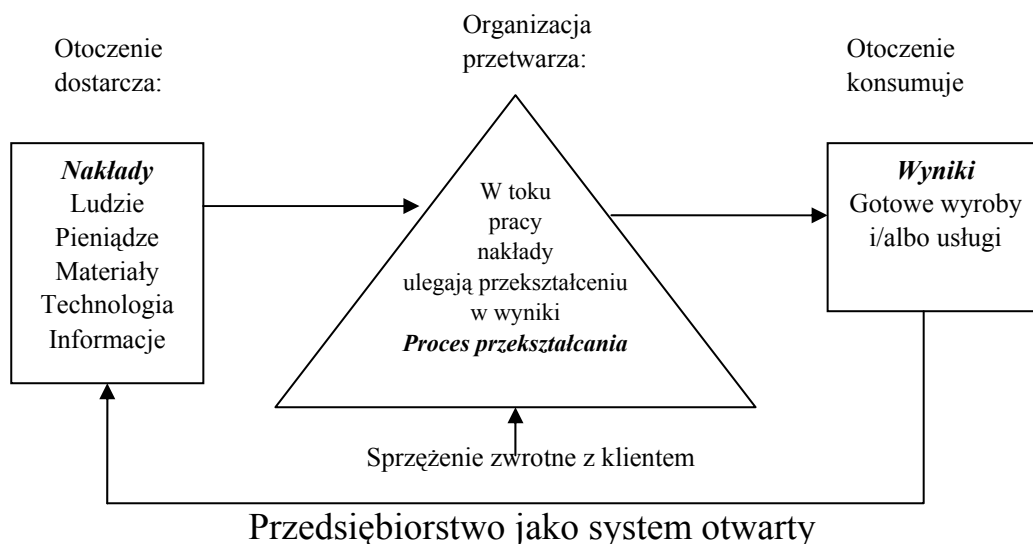 Otoczenie
dostarcza:
Organizacja
przetwarza:
Otoczenie
konsumuje
Nakłady
Ludzie
Pieniądze
Materiały
Technologia
Informacje
W toku
pracy
nakłady
ulegają przekształceniu
w wyniki
Proces przekształcania
Wyniki
Gotowe wyroby
i/albo usługi
Sprzężenie zwrotne z klientem
Przedsiębiorstwo jako system otwarty